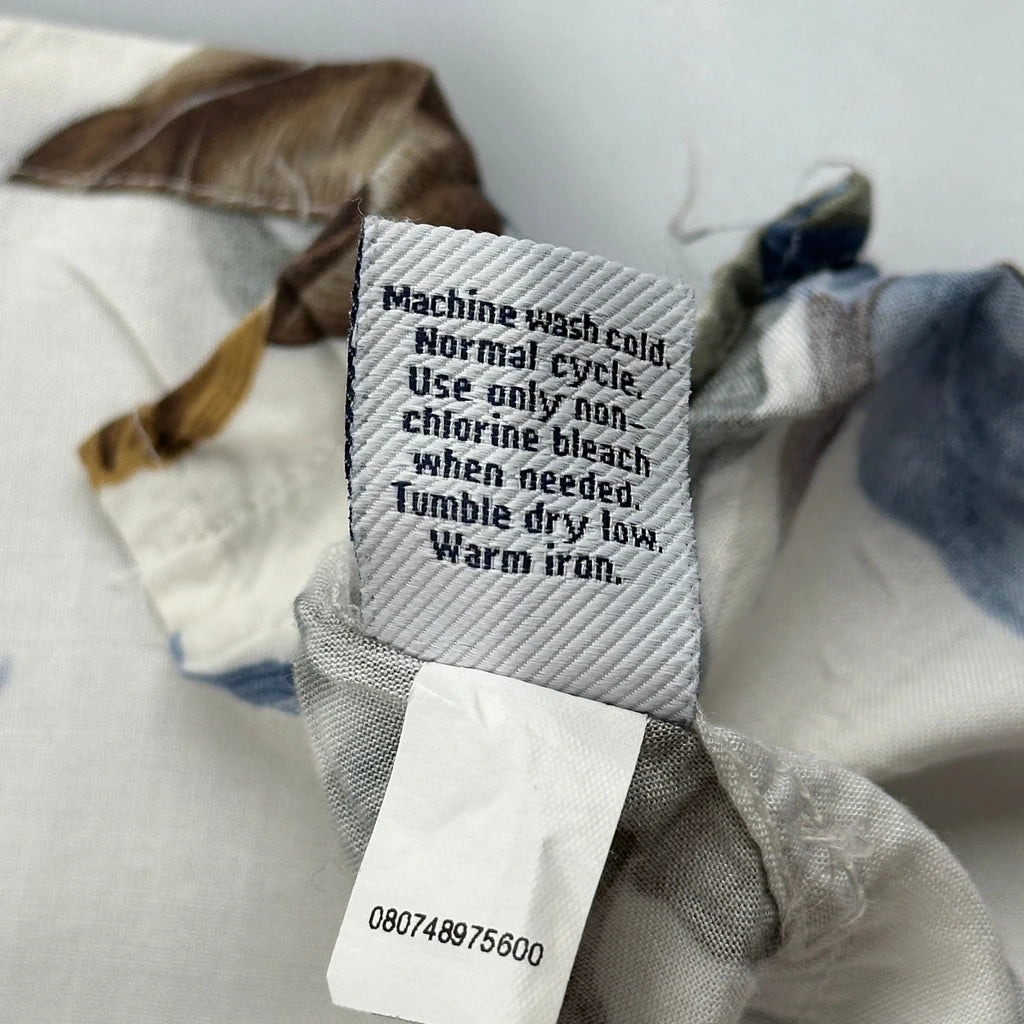 Machine wash cold.
Normal cycle.
Use only non-
chlorine bleach
when needed.
Tumble dry low.
Warm iron.
080748975600